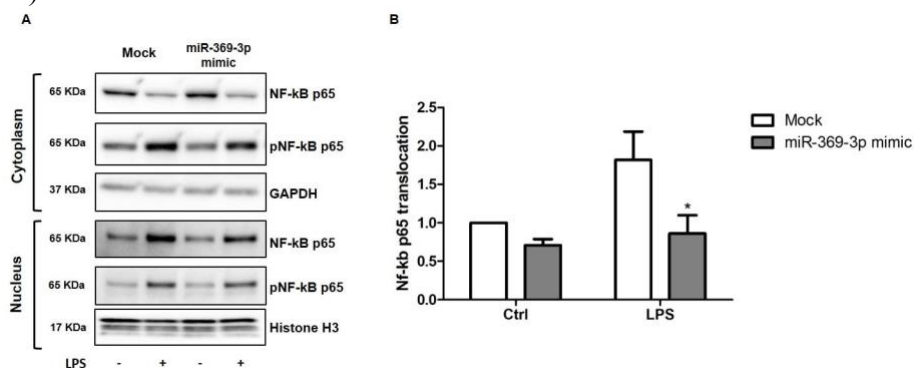 )
A
B
Mock
miR-369-3p
mimic
Cytoplasm
65 KDa
NF-kB p65
65 KDa
pNF-kB p65
37 KDa
GAPDH
Nucleus
65 KDa
NF-kB p65
65 KDa
pNF-kB p65
17 KDa
Histone H3
LPS - + - +
Nf-kb p65 translocation
2.5
2.0
1.5
1.0
0.5
0.0
*
Ctrl
LPS
Mock
miR-369-3p mimic